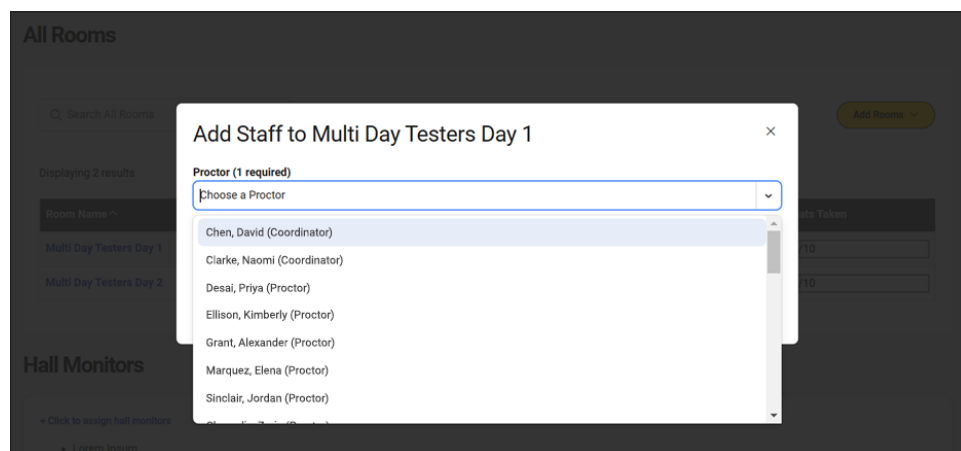 All Rooms
Search All Rooms
Add Rooms
Add Staff to Multi Day Testers Day 1
×
Displaying 2 results
Proctor (1 required)
Choose a Proctor
Room Name
ats Taken
Chen, David (Coordinator)
Multi Day Testers Day 1
/10
Clarke, Naomi (Coordinator)
Multi Day Testers Day 2
/10
Desai, Priya (Proctor)
Ellison, Kimberly (Proctor)
Grant, Alexander (Proctor)
Hall Monitors
Marquez, Elena (Proctor)
Sinclair, Jordan (Proctor)
+ Click to assign hall monitors
Lorem Ipsum